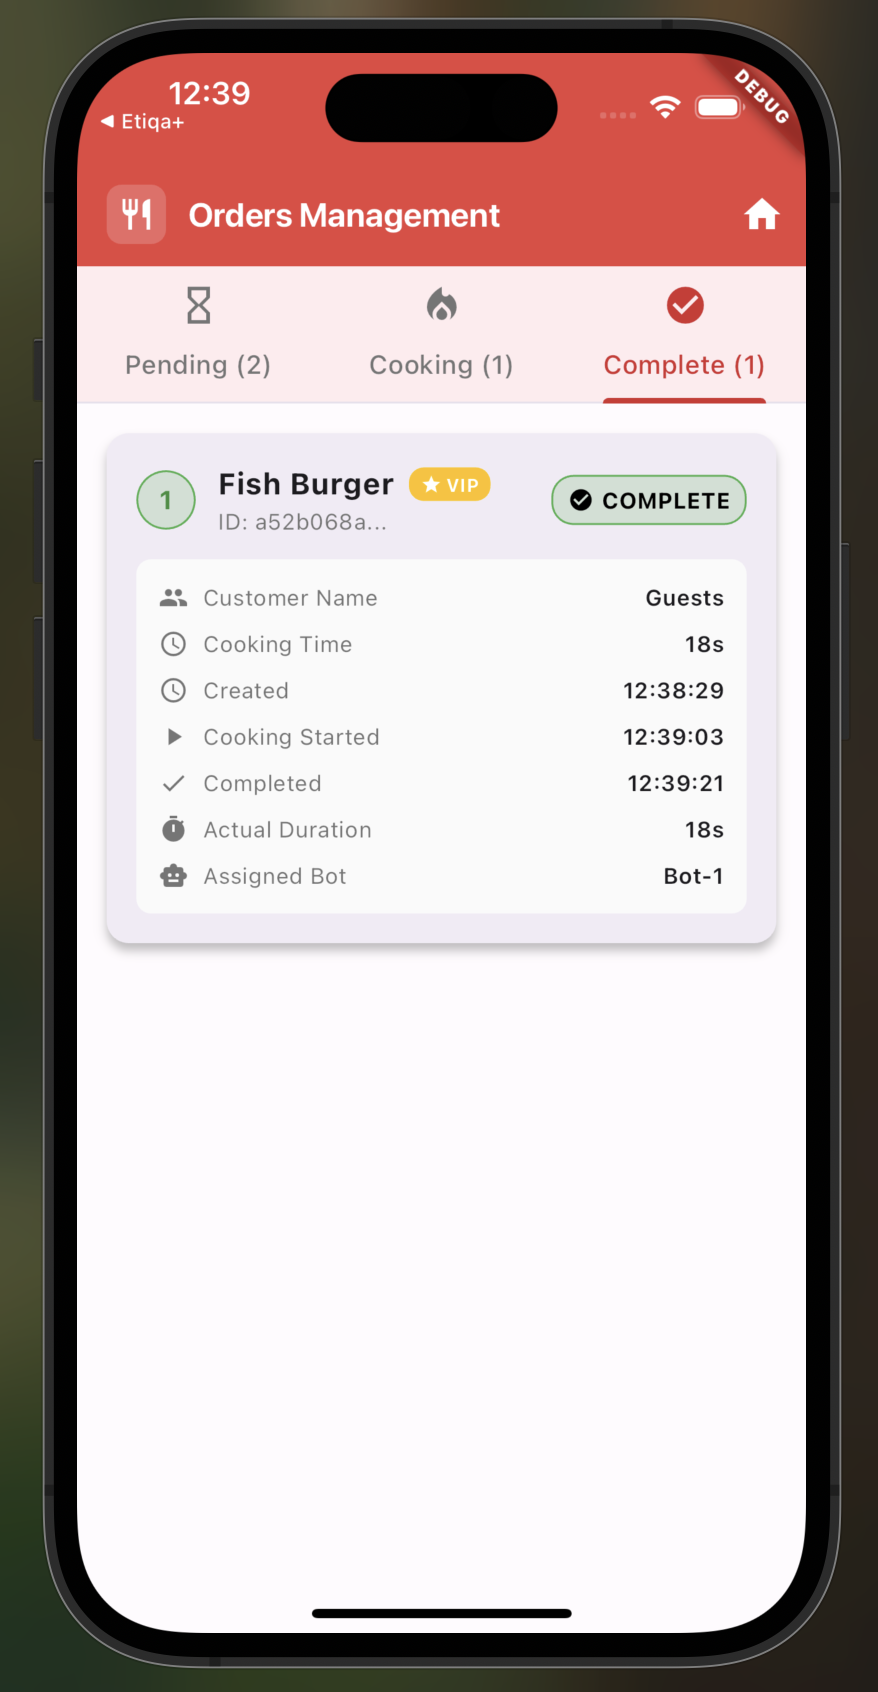 12:39
◀ Etiqa+
DEBUG
Orders Management
Pending (2)
Cooking (1)
Complete (1)
1
Fish Burger
VIP
ID: a52b068a...
COMPLETE
Customer Name Guests
Cooking Time 18s
Created 12:38:29
Cooking Started 12:39:03
Completed 12:39:21
Actual Duration 18s
Assigned Bot Bot-1